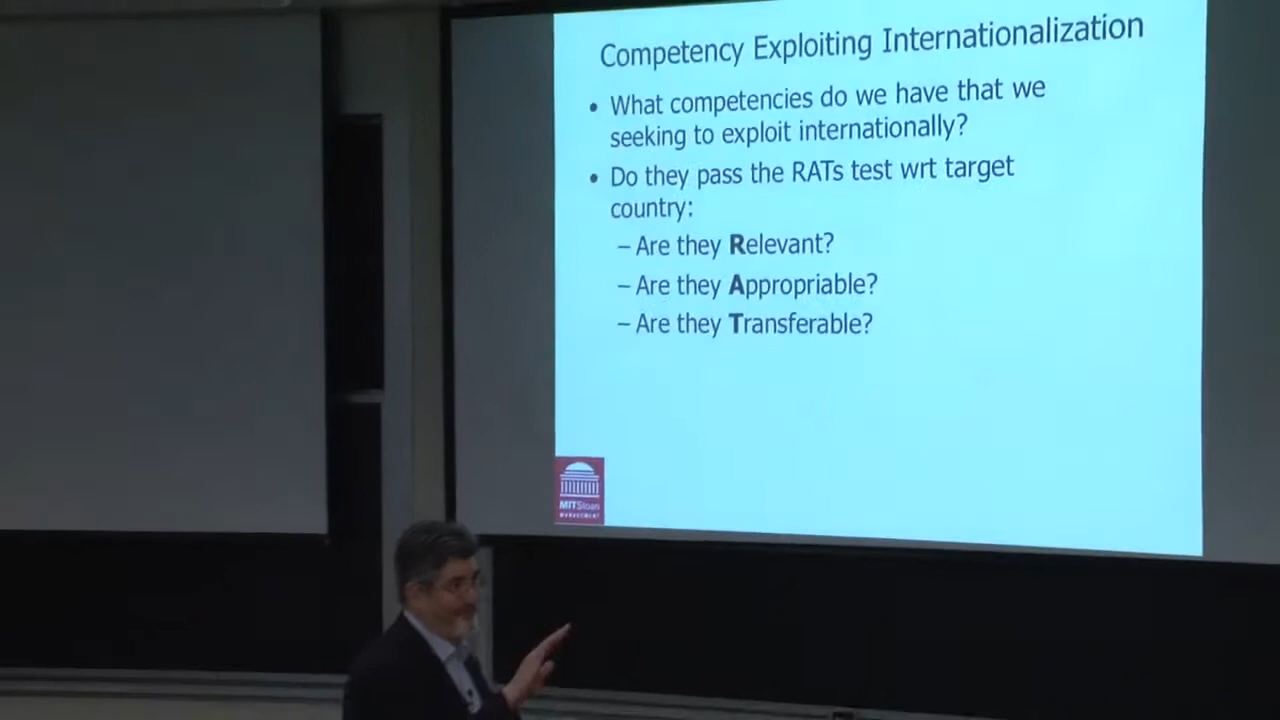 Competency Exploiting Internationalization
• What competencies do we have that we
seeking to exploit internationally?
• Do they pass the RATs test wrt target
country:
– Are they Relevant?
– Are they Appropriable?
– Are they Transferable?
MITSloan
MANAGEMENT